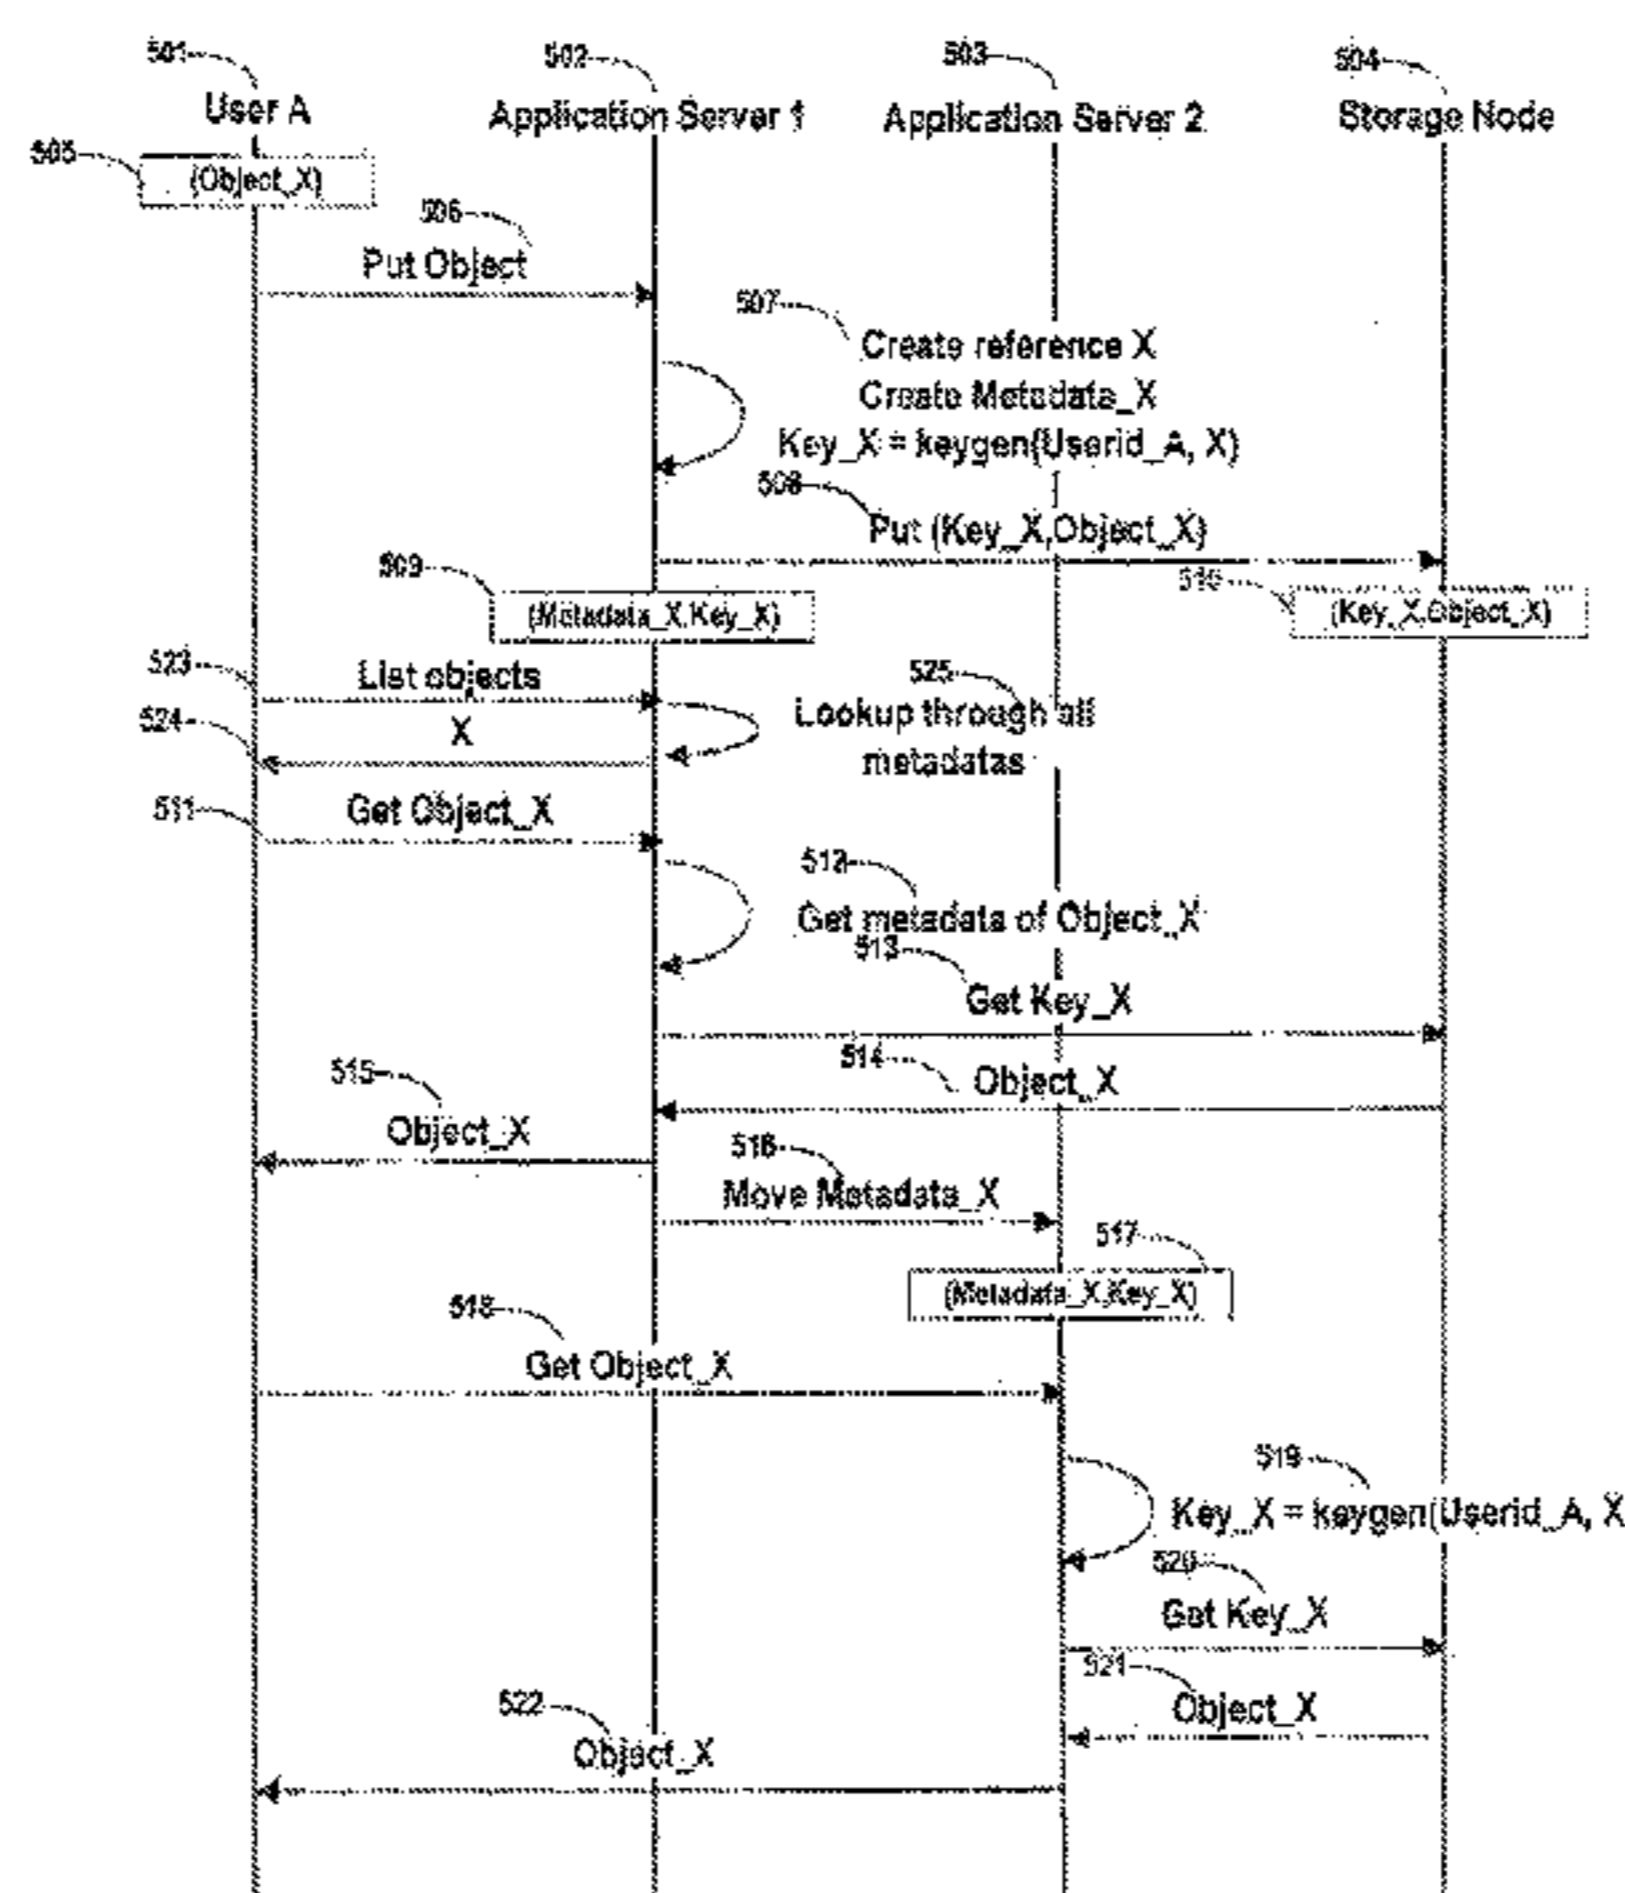 501 502 503 504
User A Application Server 1 Application Server 2 Storage Node
505
(Object_X)
506
Put Object
507
Create reference X
Create Metadata_X
Key_X = keygen(Userid_A, X)
508
Put (Key_X,Object_X)
509 510
(Metadata_X,Key_X) (Key_X,Object_X)
523 List objects 525
524 X Lookup through all
metadatas
511 Get Object_X
512
Get metadata of Object_X
513
Get Key_X
514
515 Object_X
Object_X
516
Move Metadata_X
517
(Metadata_X,Key_X)
518
Get Object_X
519
Key_X = keygen(Userid_A, X
520
Get Key_X
521
Object_X
522
Object_X